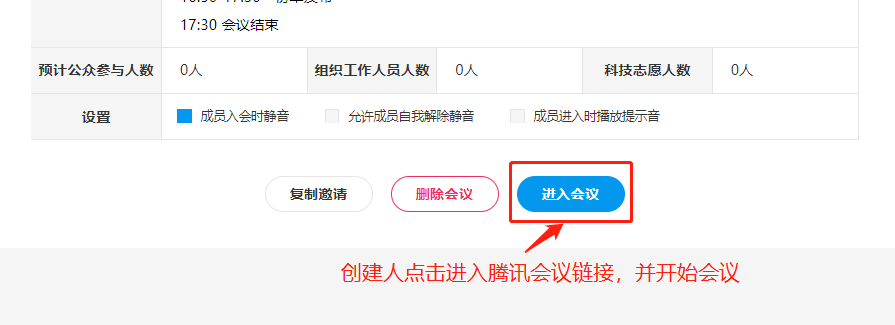 17:30 会议结束
预计公众参与人数 0人 组织工作人员人数 0人 科技志愿人数 0人
设置 成员入会时静音 允许成员自我解除静音 成员进入时播放提示音
复制邀请 删除会议 进入会议
创建人点击进入腾讯会议链接，并开始会议